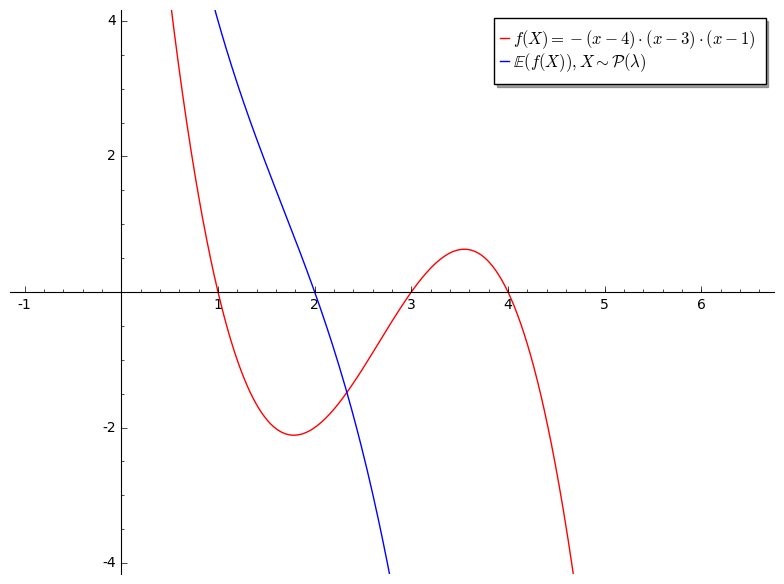 4
f(X) = −(x−4)·(x−3)·(x−1)
𝔼(f(X)), X∼𝒫(λ)
2
-1 1 2 3 4 5 6
-2
-4